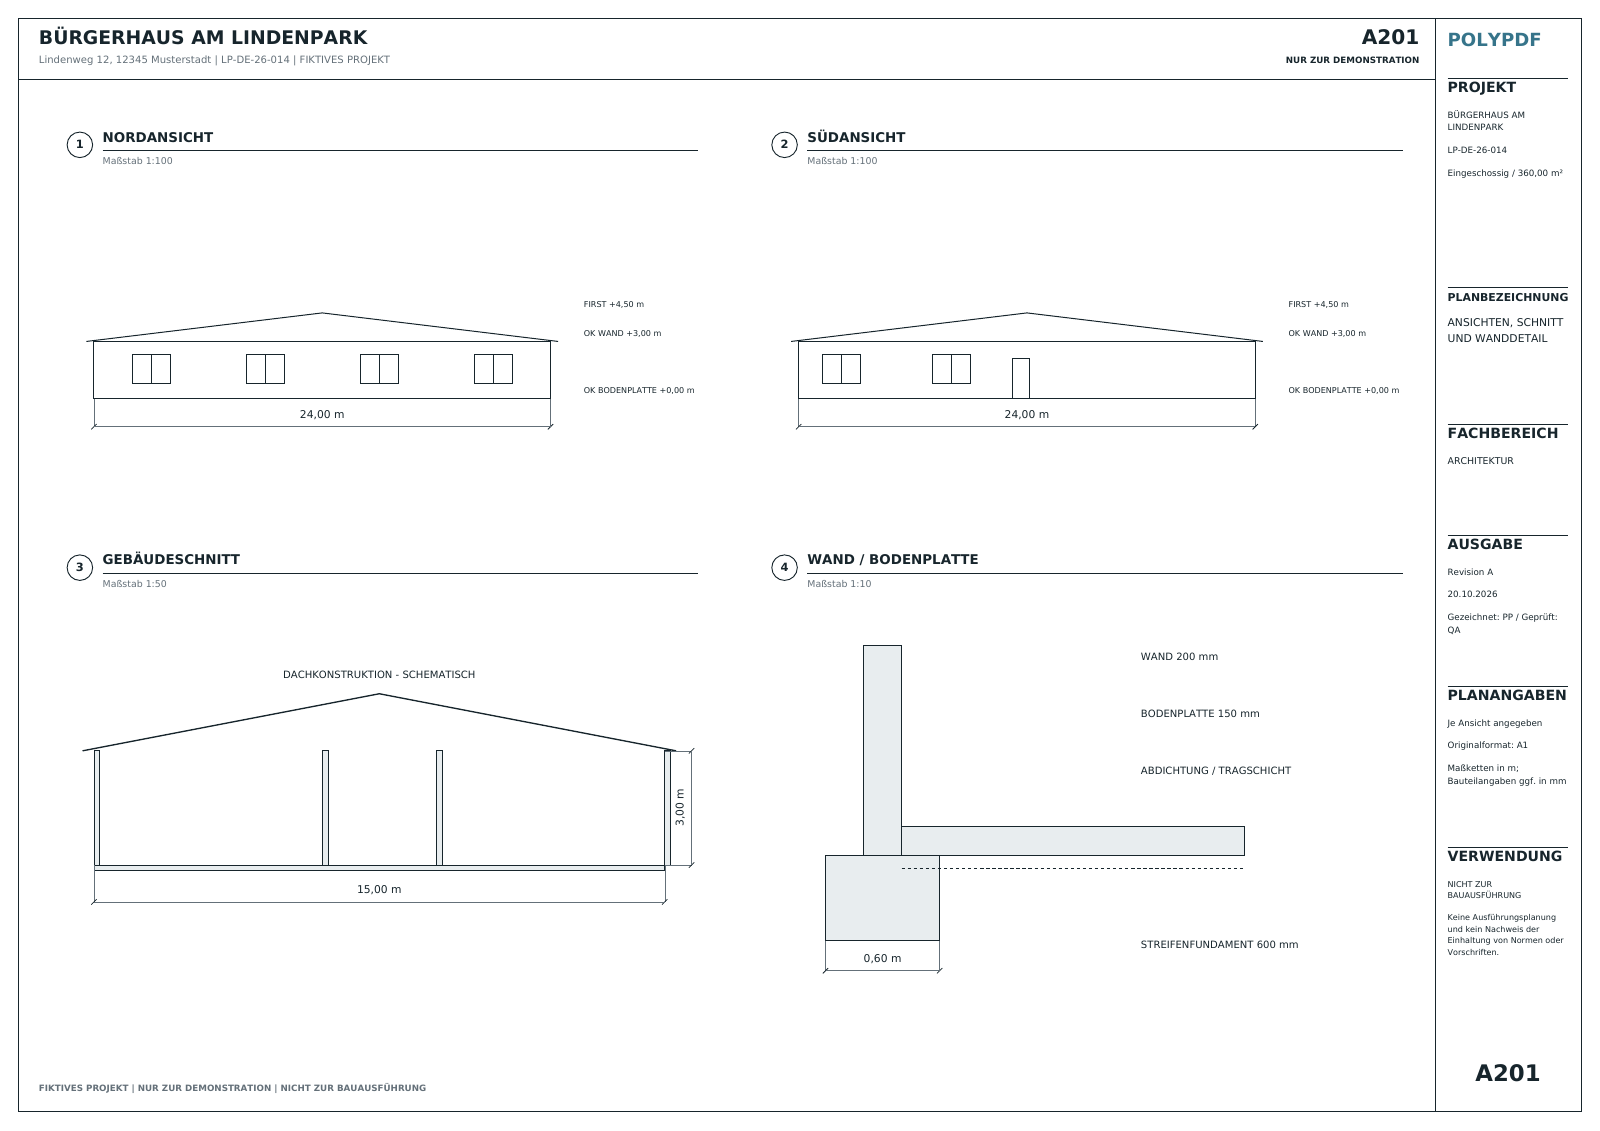 BÜRGERHAUS AM LINDENPARK
Lindenweg 12, 12345 Musterstadt | LP-DE-26-014 | FIKTIVES PROJEKT
A201
NUR ZUR DEMONSTRATION
1
NORDANSICHT
Maßstab 1:100
FIRST +4,50 m
OK WAND +3,00 m
OK BODENPLATTE +0,00 m
24,00 m
2
SÜDANSICHT
Maßstab 1:100
FIRST +4,50 m
OK WAND +3,00 m
OK BODENPLATTE +0,00 m
24,00 m
3
GEBÄUDESCHNITT
Maßstab 1:50
DACHKONSTRUKTION - SCHEMATISCH
3,00 m
15,00 m
4
WAND / BODENPLATTE
Maßstab 1:10
WAND 200 mm
BODENPLATTE 150 mm
ABDICHTUNG / TRAGSCHICHT
STREIFENFUNDAMENT 600 mm
0,60 m
FIKTIVES PROJEKT | NUR ZUR DEMONSTRATION | NICHT ZUR BAUAUSFÜHRUNG
POLYPDF
PROJEKT
BÜRGERHAUS AM
LINDENPARK
LP-DE-26-014
Eingeschossig / 360,00 m²
PLANBEZEICHNUNG
ANSICHTEN, SCHNITT
UND WANDDETAIL
FACHBEREICH
ARCHITEKTUR
AUSGABE
Revision A
20.10.2026
Gezeichnet: PP / Geprüft:
QA
PLANANGABEN
Je Ansicht angegeben
Originalformat: A1
Maßketten in m;
Bauteilangaben ggf. in mm
VERWENDUNG
NICHT ZUR
BAUAUSFÜHRUNG
Keine Ausführungsplanung
und kein Nachweis der
Einhaltung von Normen oder
Vorschriften.
A201